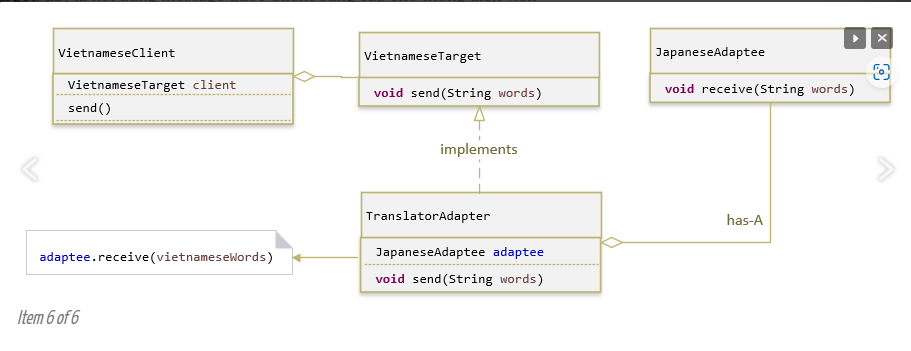 VietnameseClient
VietnameseTarget client
send()
VietnameseTarget
void send(String words)
JapaneseAdaptee
void receive(String words)
implements
has-A
TranslatorAdapter
JapaneseAdaptee adaptee
void send(String words)
adaptee.receive(vietnameseWords)
Item 6 of 6